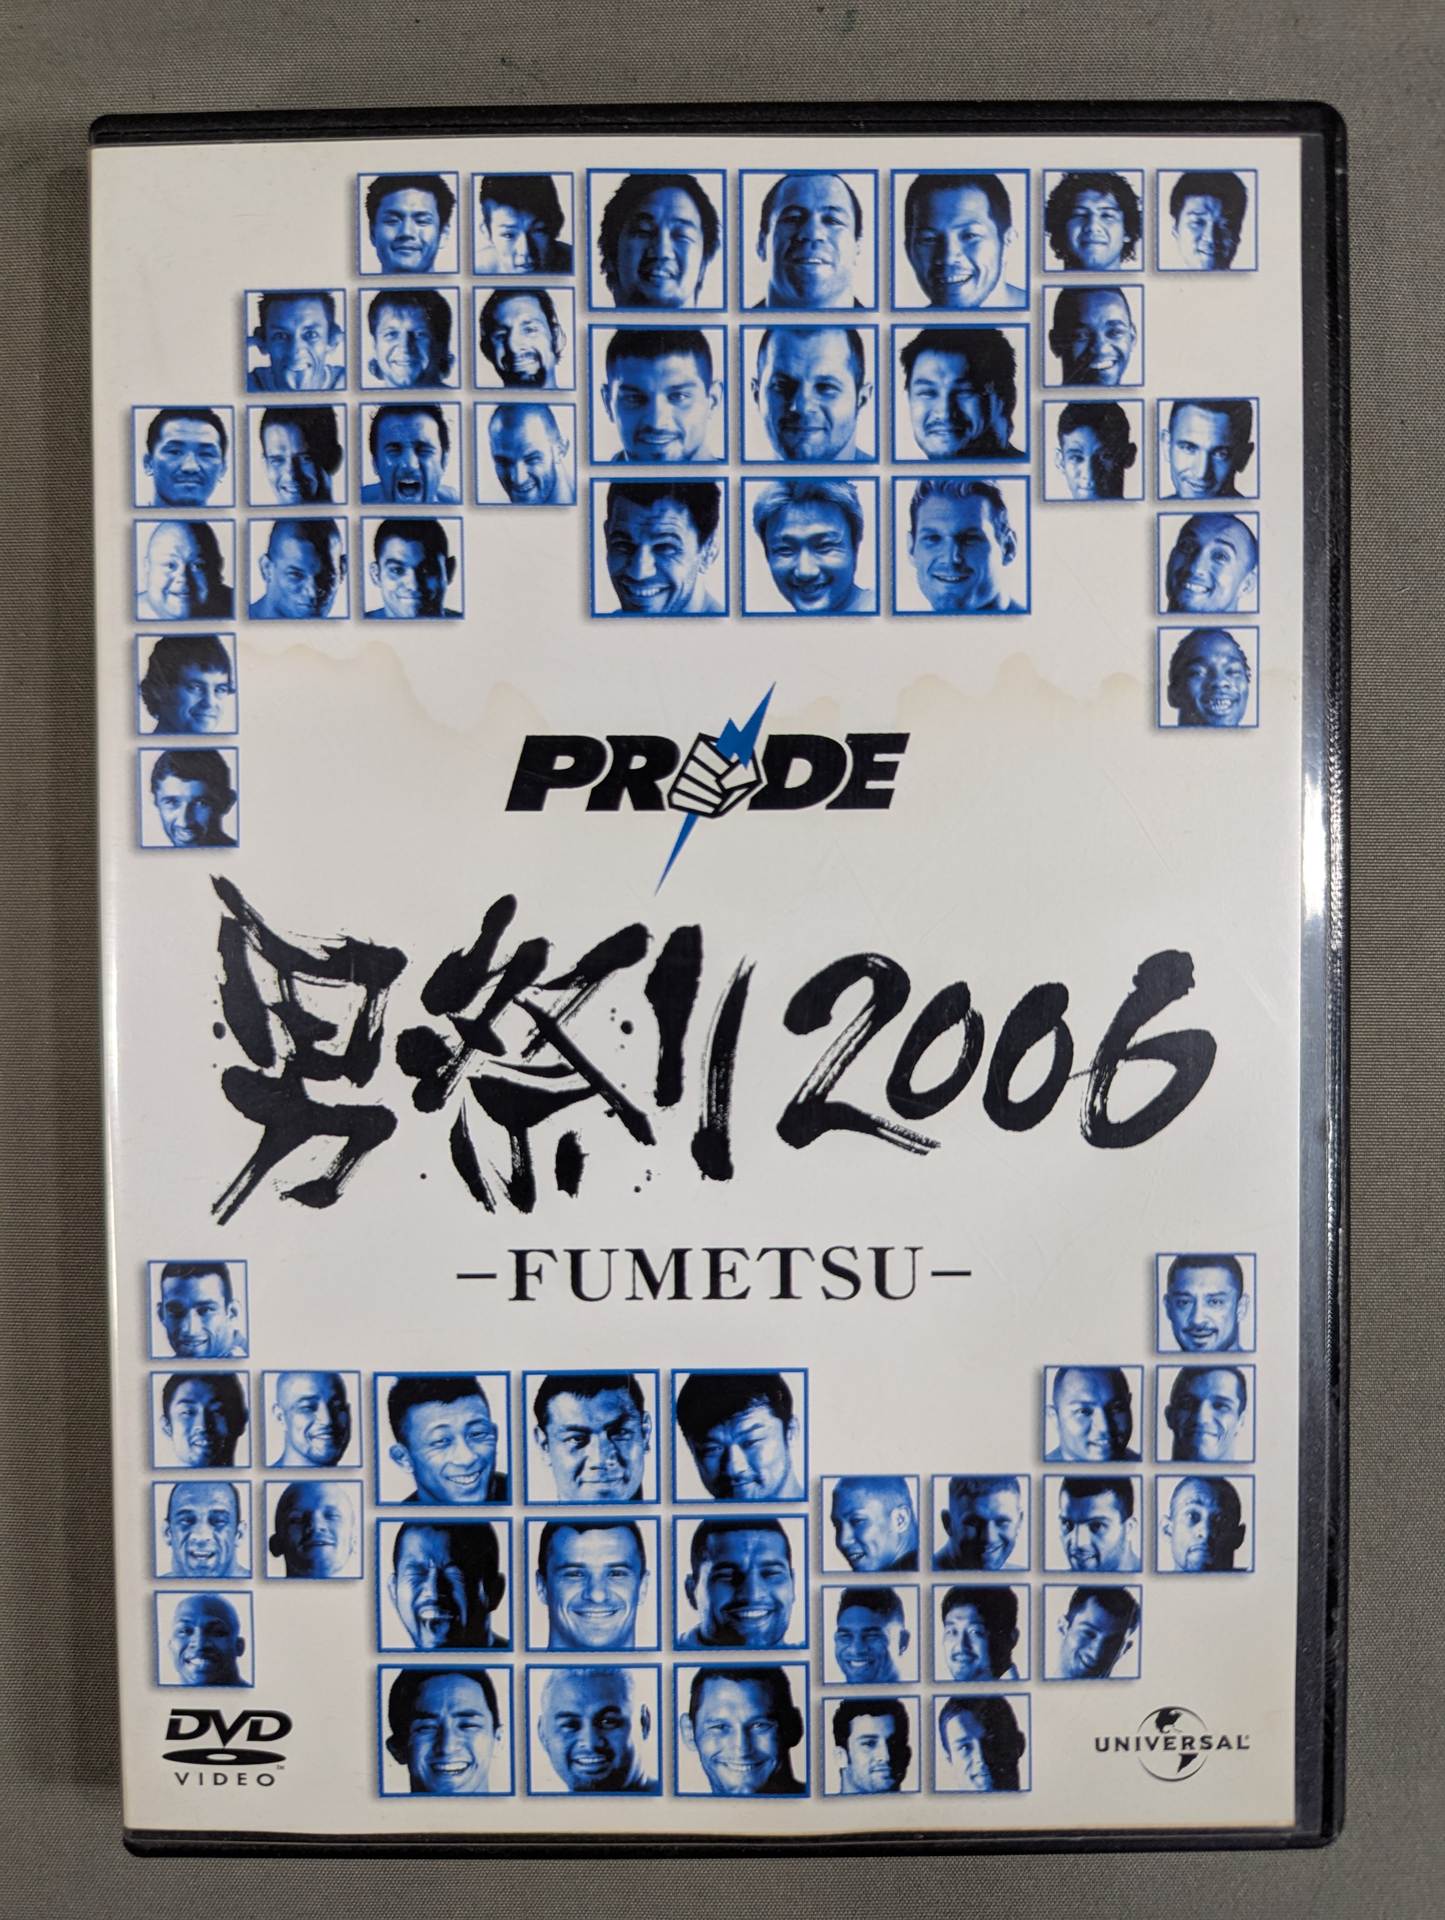 PRIDE
男祭り2006
-FUMETSU-
DVD
VIDEO
UNIVERSAL